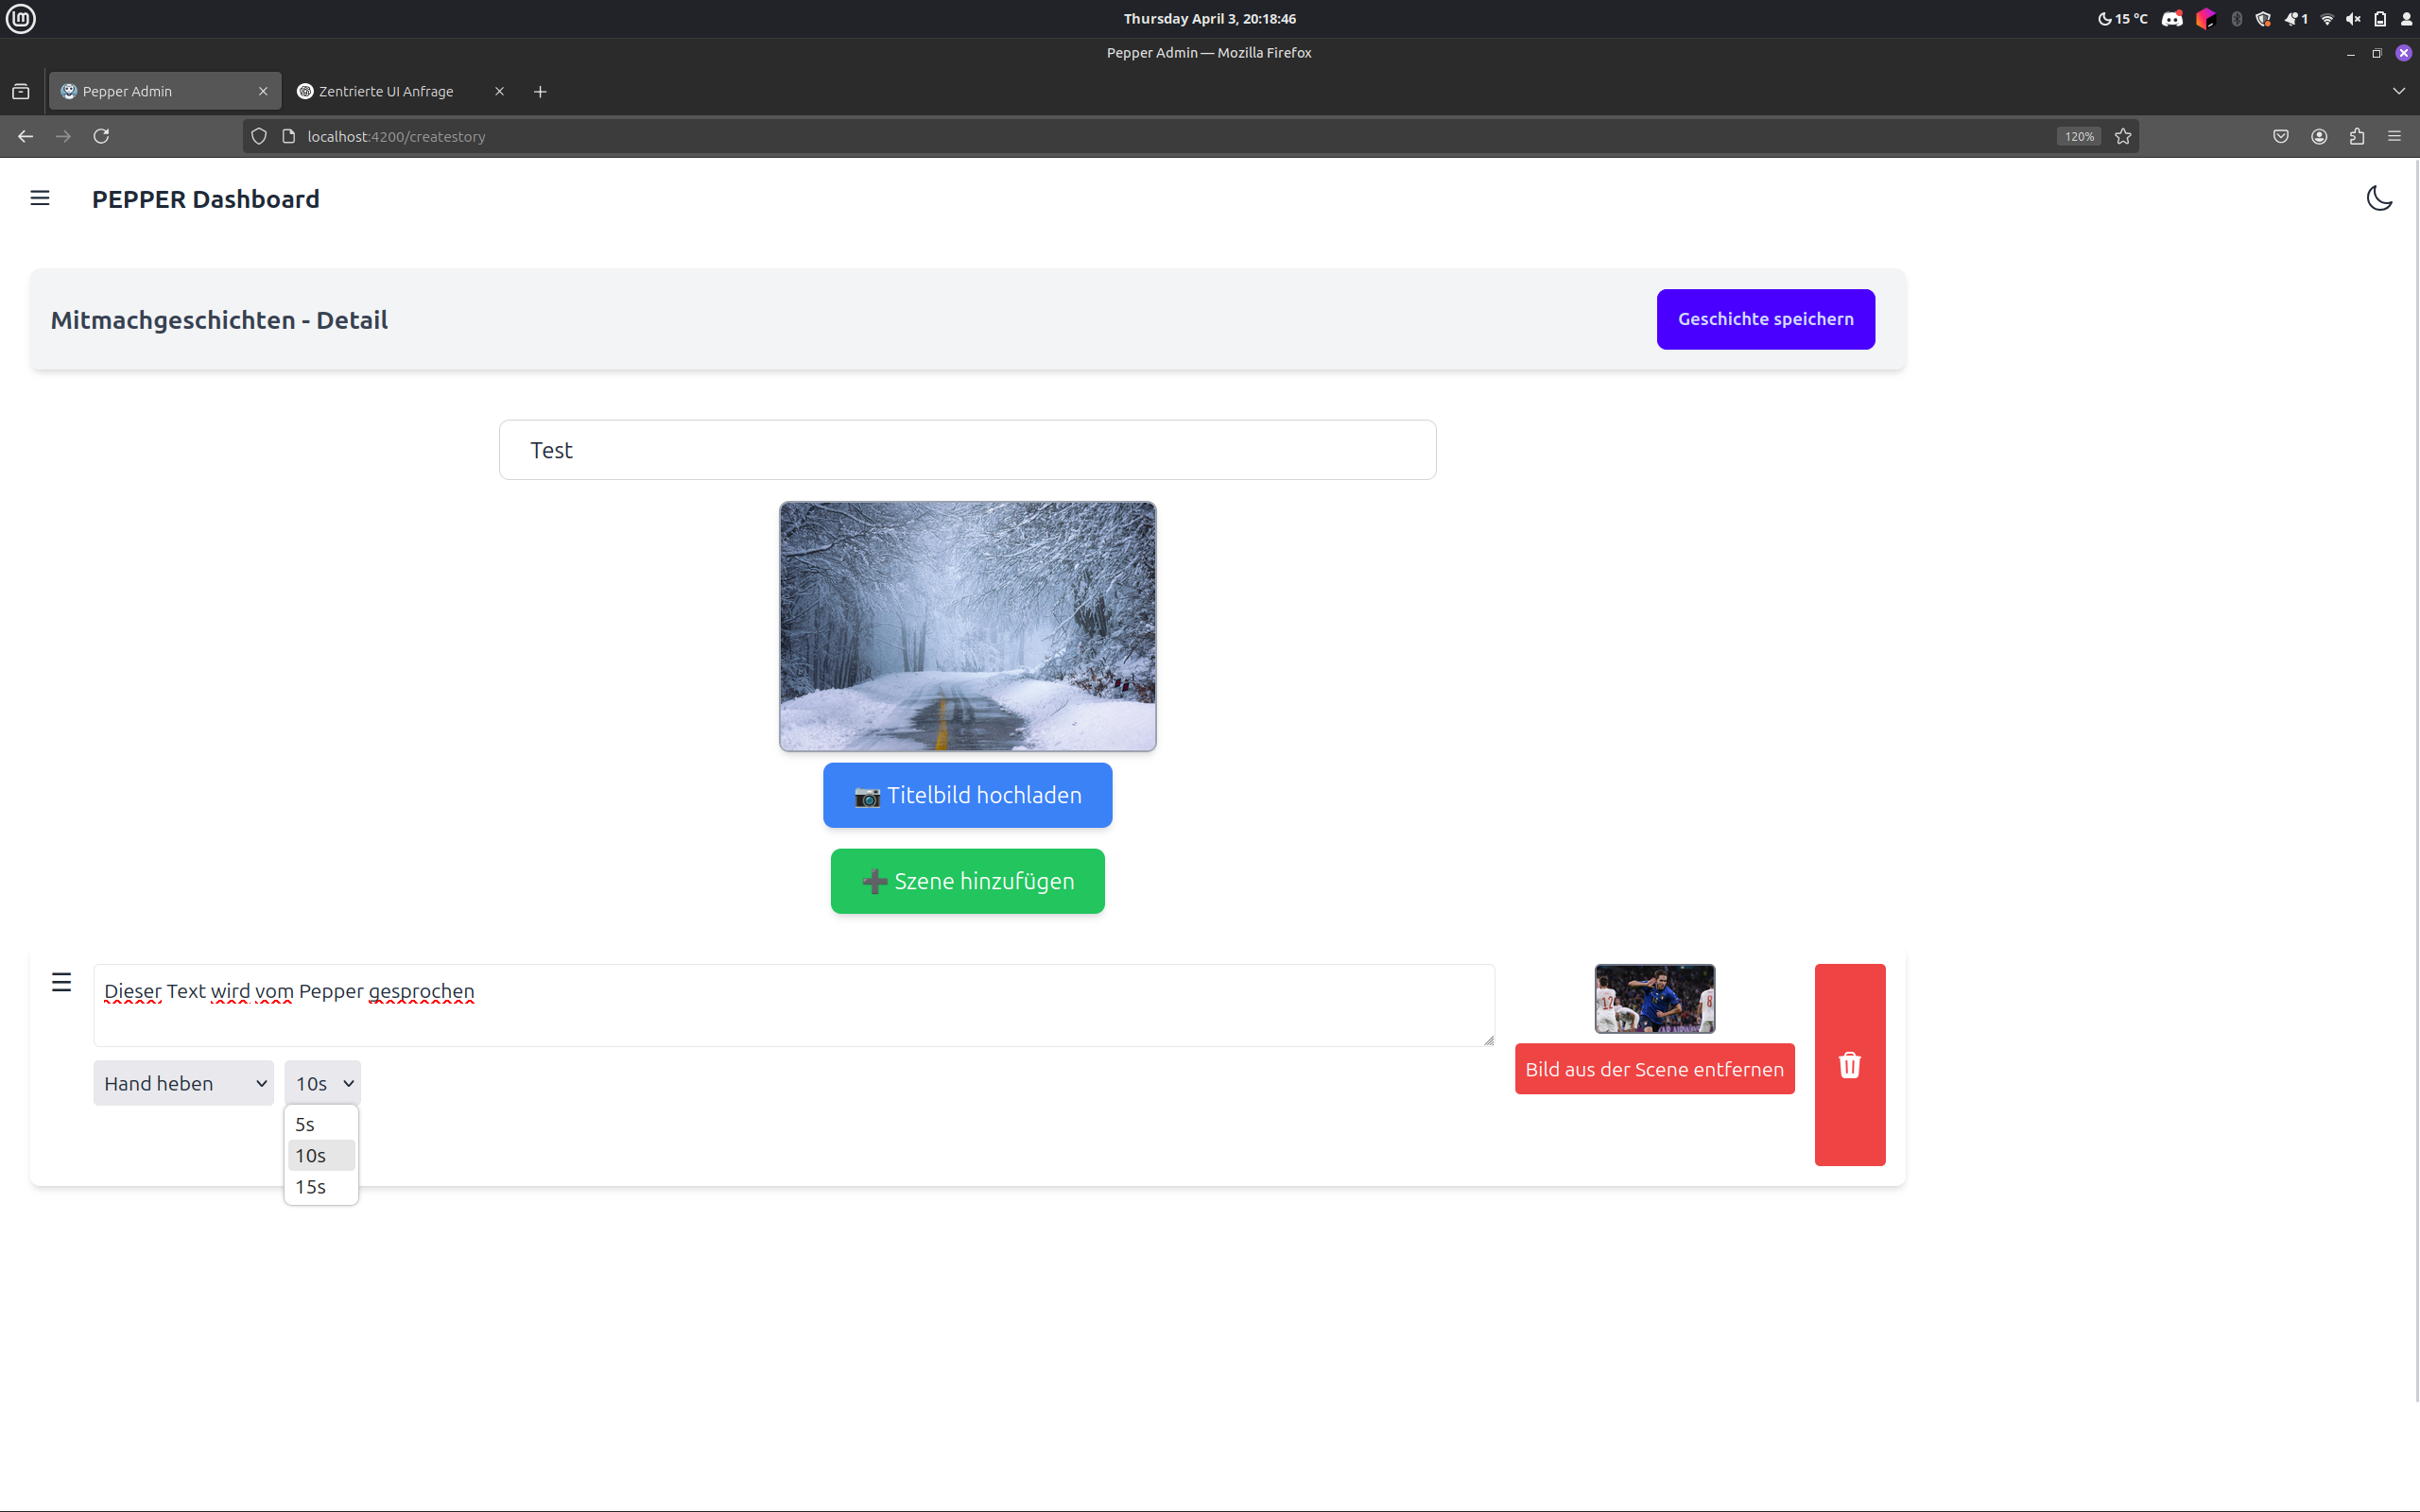 Thursday April 3, 20:18:46
15 °C
1
Pepper Admin — Mozilla Firefox
Pepper Admin
Zentrierte UI Anfrage
localhost:4200/createstory
120%
PEPPER Dashboard
Mitmachgeschichten - Detail
Geschichte speichern
Test
Titelbild hochladen
Szene hinzufügen
Dieser Text wird vom Pepper gesprochen
12
8
Bild aus der Scene entfernen
Hand heben
10s
5s
10s
15s